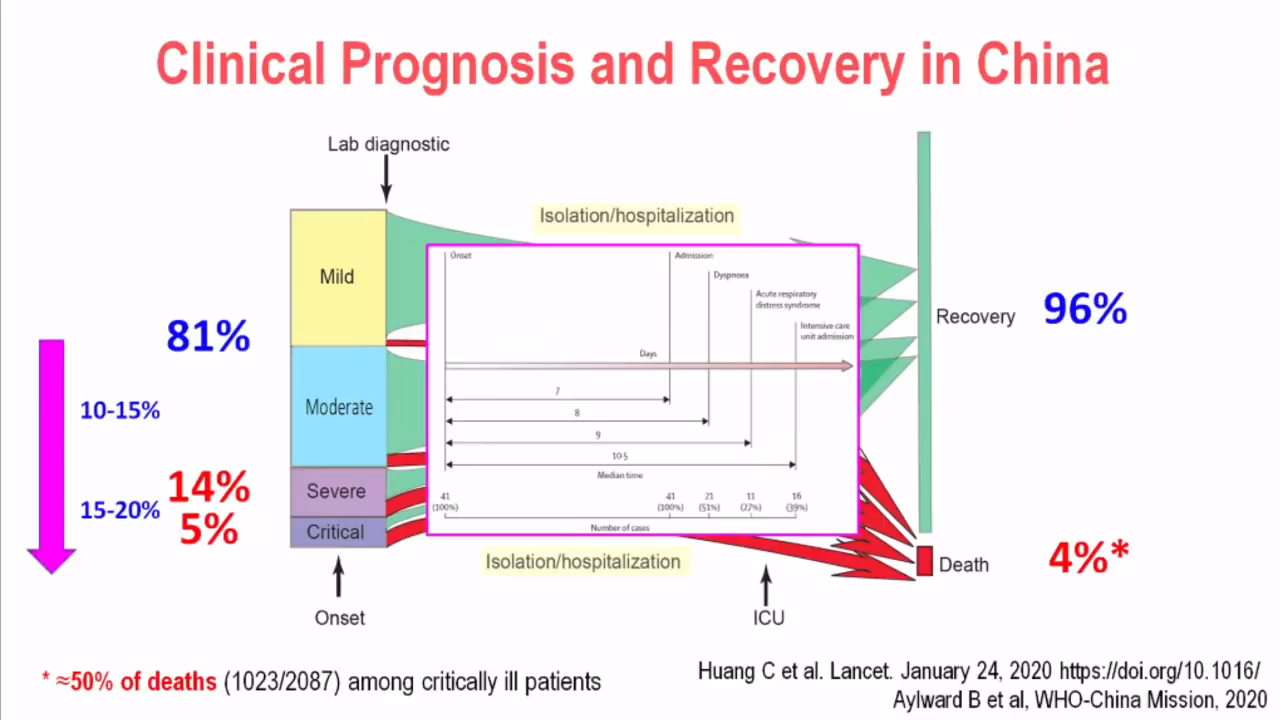 Clinical Prognosis and Recovery in China
Lab diagnostic
Isolation/hospitalization
Mild
81%
10-15%
Moderate
14%
Severe
15-20%
5%
Critical
Onset
Admission
Dyspnoea
Acute respiratory
distress syndrome
Intensive care
unit admission
Days
7
8
9
10·5
Median time
41 41 21 11 16
(100%) (100%) (51%) (27%) (39%)
Number of cases
Recovery
96%
Isolation/hospitalization
Death
4%*
Onset
ICU
* ≈50% of deaths (1023/2087) among critically ill patients
Huang C et al. Lancet. January 24, 2020 https://doi.org/10.1016/
Aylward B et al, WHO-China Mission, 2020